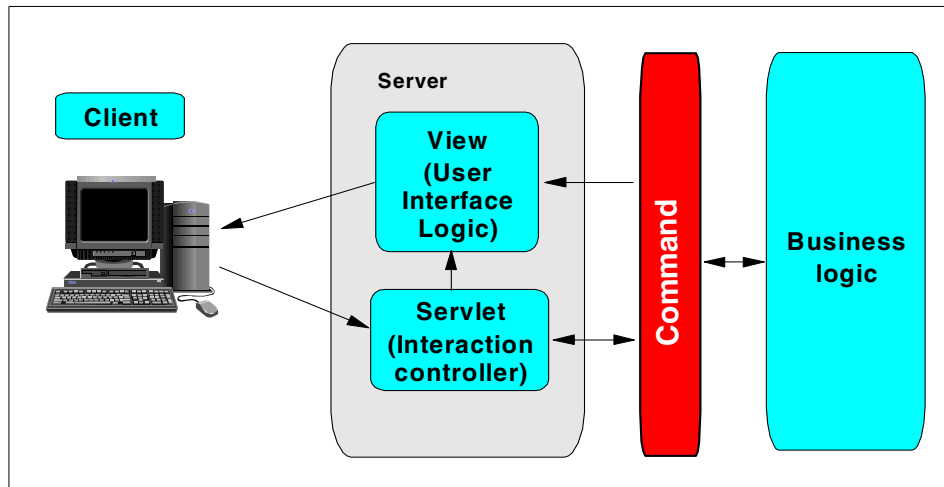 Server
Client
View
(User
Interface
Logic)
Servlet
(Interaction
controller)
Command
Business
logic